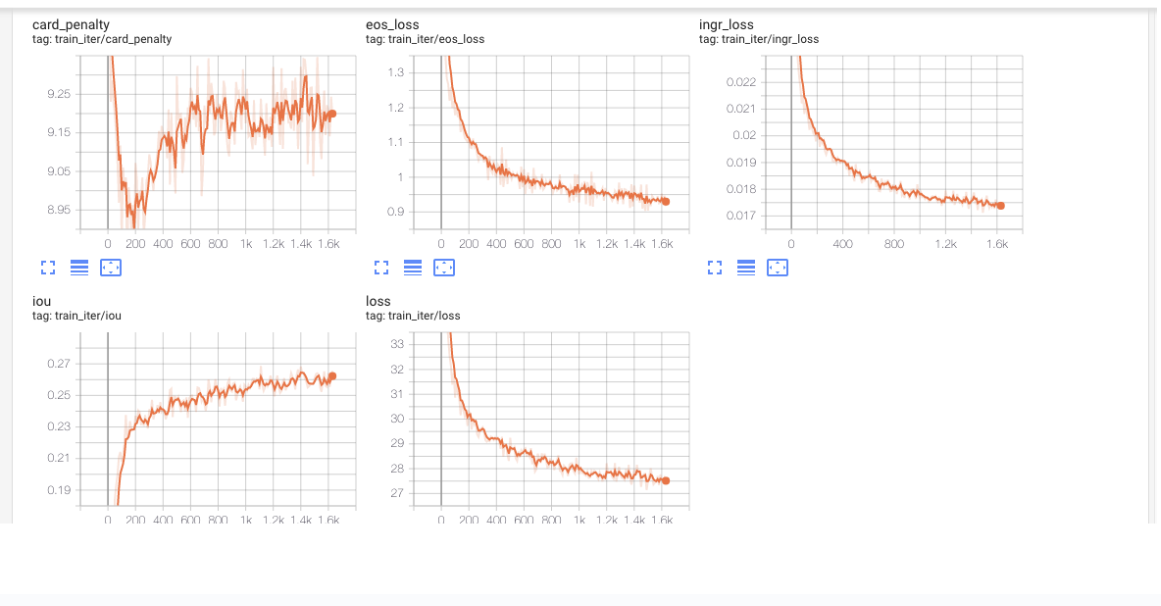 card_penalty
tag: train_iter/card_penalty
9.25
9.15
9.05
8.95
0 200 400 600 800 1k 1.2k 1.4k 1.6k
eos_loss
tag: train_iter/eos_loss
1.3
1.2
1.1
1
0.9
0 200 400 600 800 1k 1.2k 1.4k 1.6k
ingr_loss
tag: train_iter/ingr_loss
0.022
0.021
0.02
0.019
0.018
0.017
0 400 800 1.2k 1.6k
iou
tag: train_iter/iou
0.27
0.25
0.23
0.21
0.19
0 200 400 600 800 1k 1.2k 1.4k 1.6k
loss
tag: train_iter/loss
33
32
31
30
29
28
27
0 200 400 600 800 1k 1.2k 1.4k 1.6k